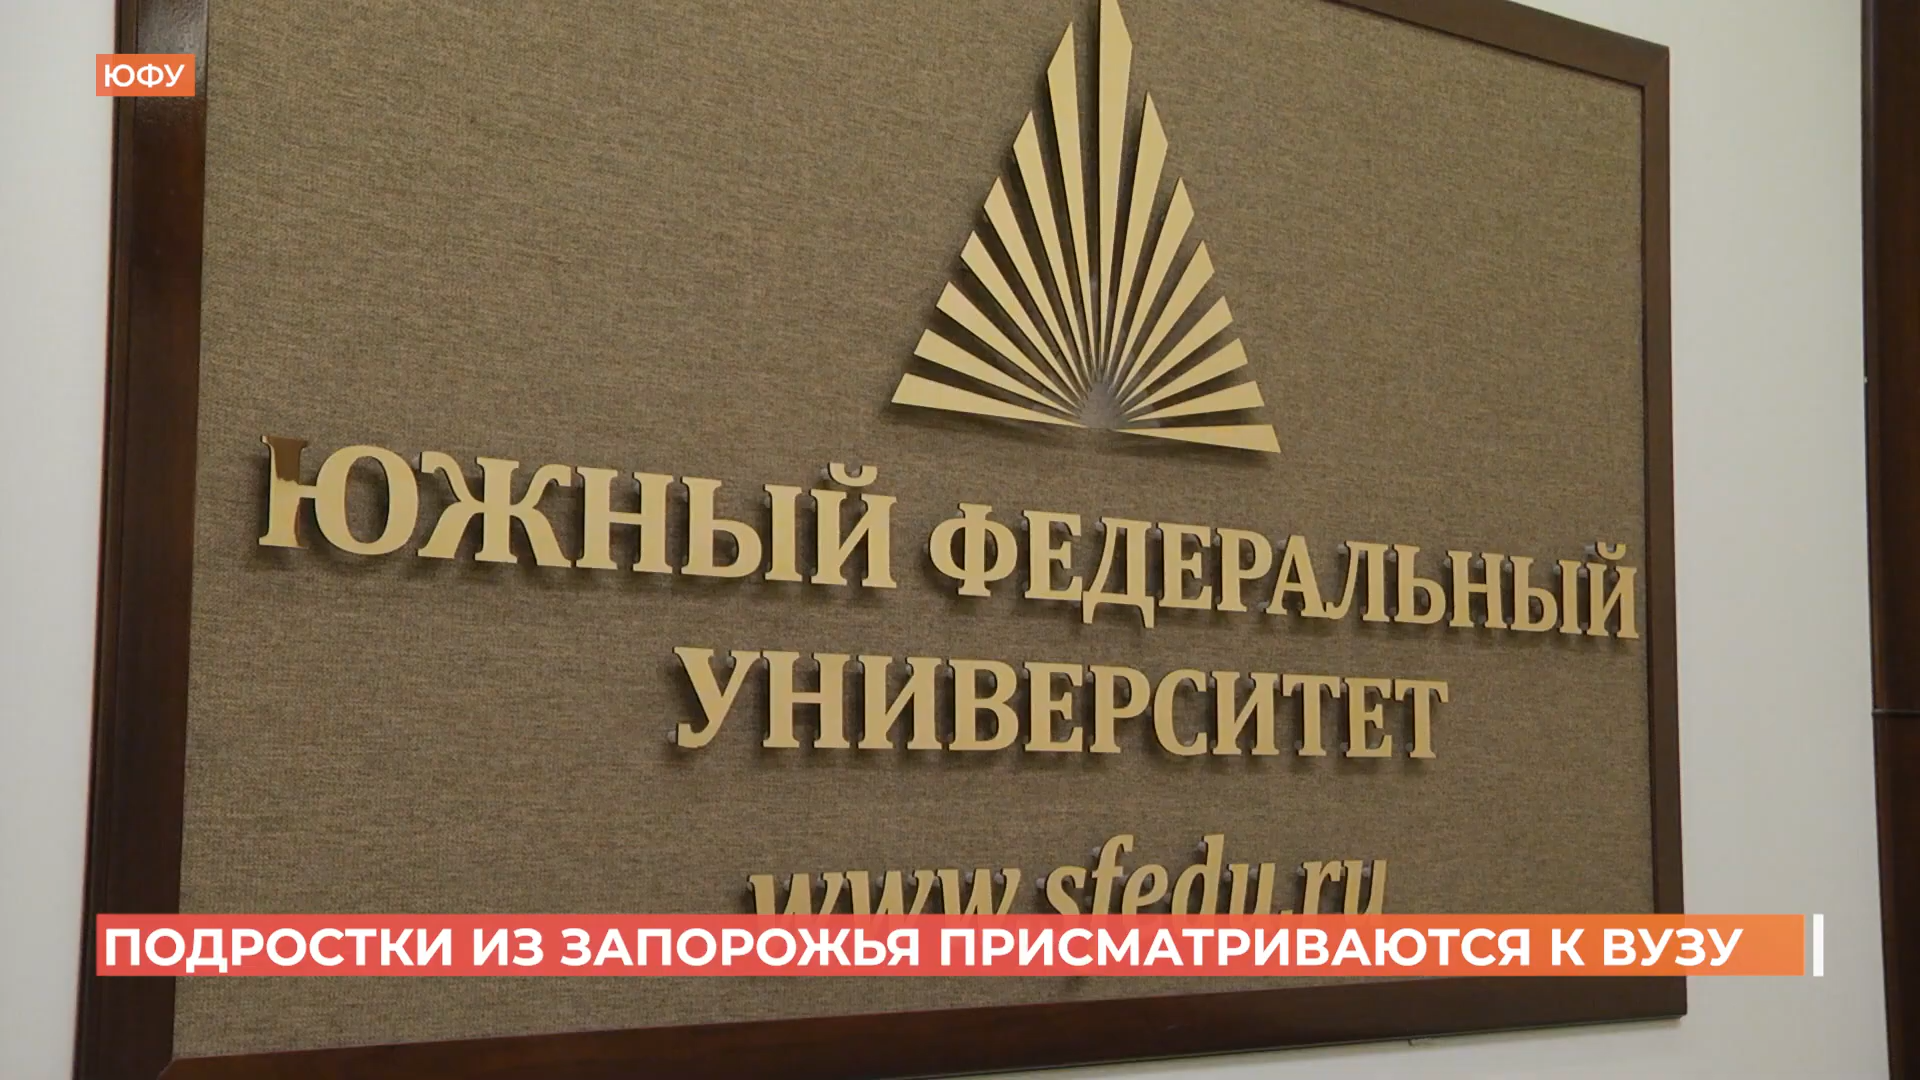 ЮФУ
ЮЖНЫЙ ФЕДЕРАЛЬНЫЙ
УНИВЕРСИТЕТ
www.sfedu.ru
ПОДРОСТКИ ИЗ ЗАПОРОЖЬЯ ПРИСМАТРИВАЮТСЯ К ВУЗУ